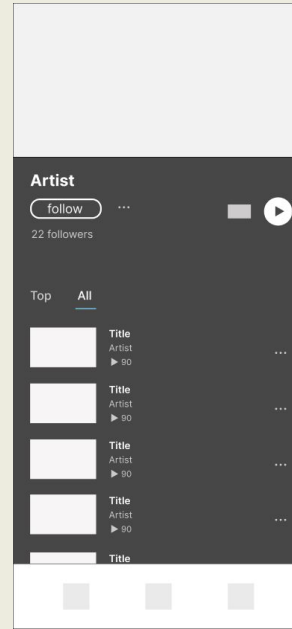 Artist
follow ...
22 followers
Top All
Title
Artist
▶ 90
...
Title
Artist
▶ 90
...
Title
Artist
▶ 90
...
Title
Artist
▶ 90
...
Title